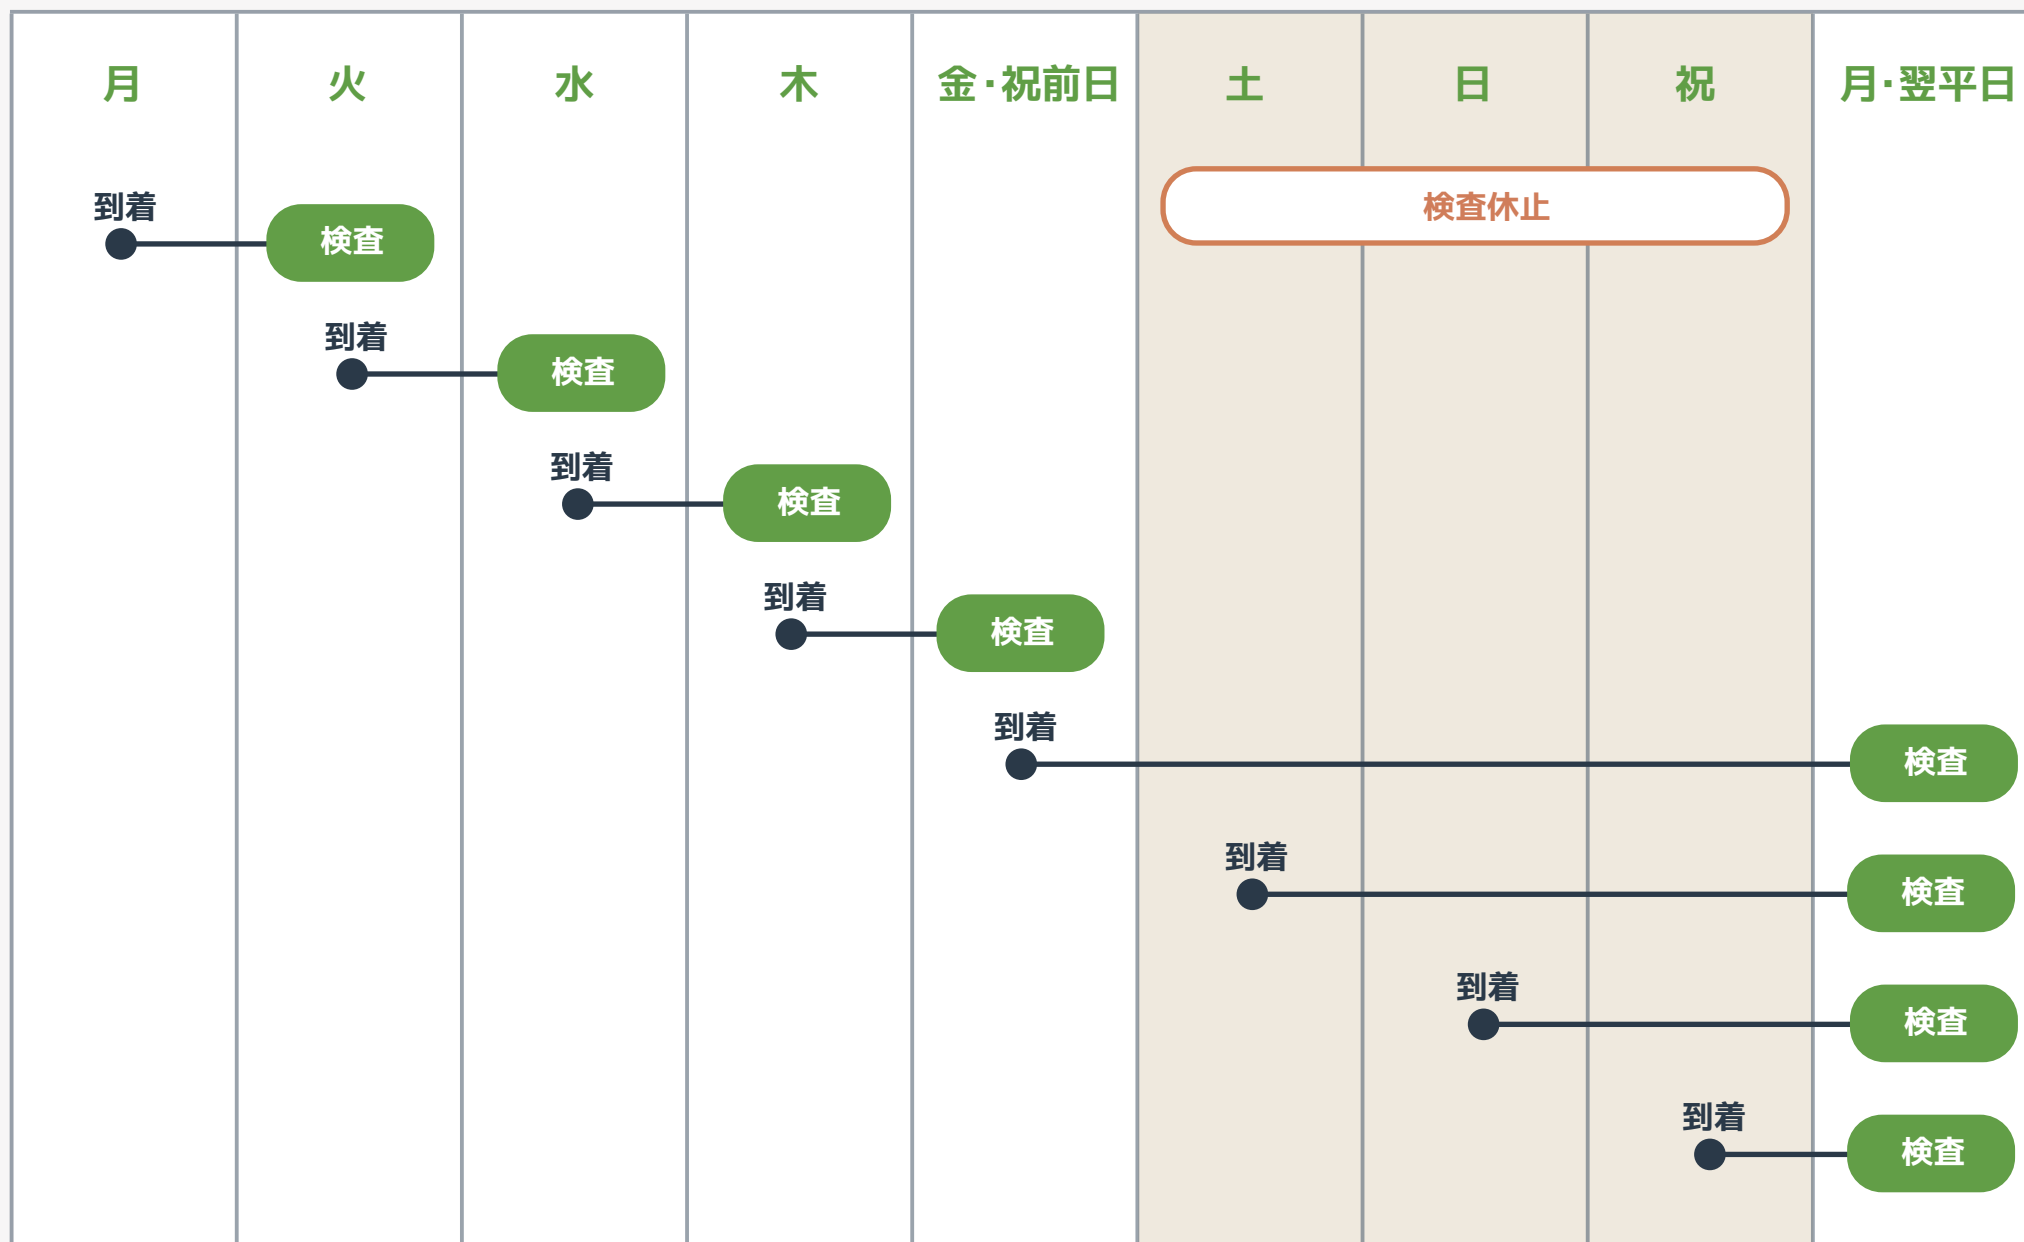 月 火 水 木 金・祝前日 土 日 祝 月・翌平日
検査休止
到着
検査
到着
検査
到着
検査
到着
検査
到着
検査
到着
検査
到着
検査
到着
検査